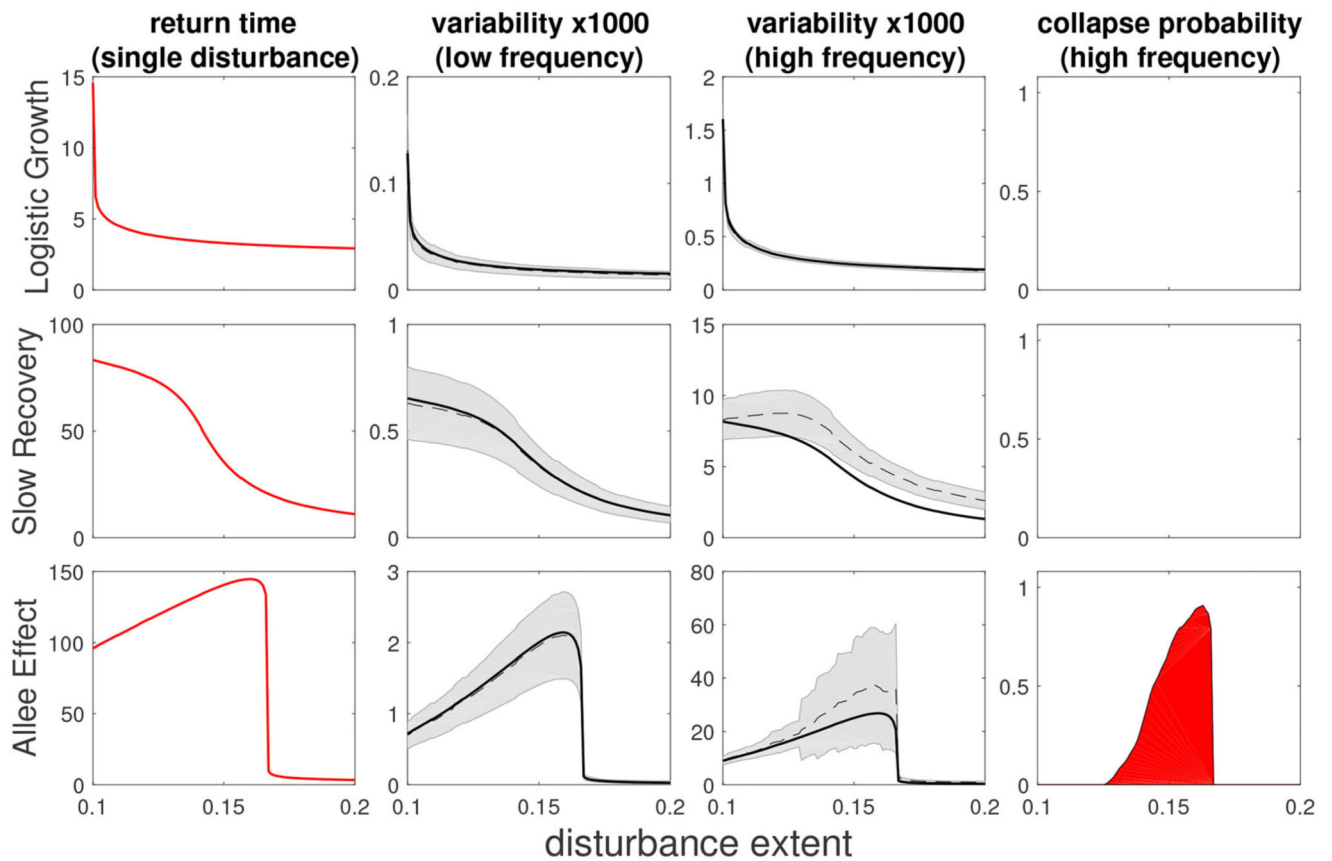 return time
(single disturbance)
variability x1000
(low frequency)
variability x1000
(high frequency)
collapse probability
(high frequency)
Logistic Growth
15
10
5
0
0.2
0.1
0
2
1.5
1
0.5
0
1
0.5
0
Slow Recovery
100
50
0
1
0.5
0
15
10
5
0
1
0.5
0
Allee Effect
150
100
50
0
3
2
1
0
80
60
40
20
0
1
0.5
0
0.1 0.15 0.2
0.1 0.15 0.2
0.1 0.15 0.2
0.1 0.15 0.2
disturbance extent